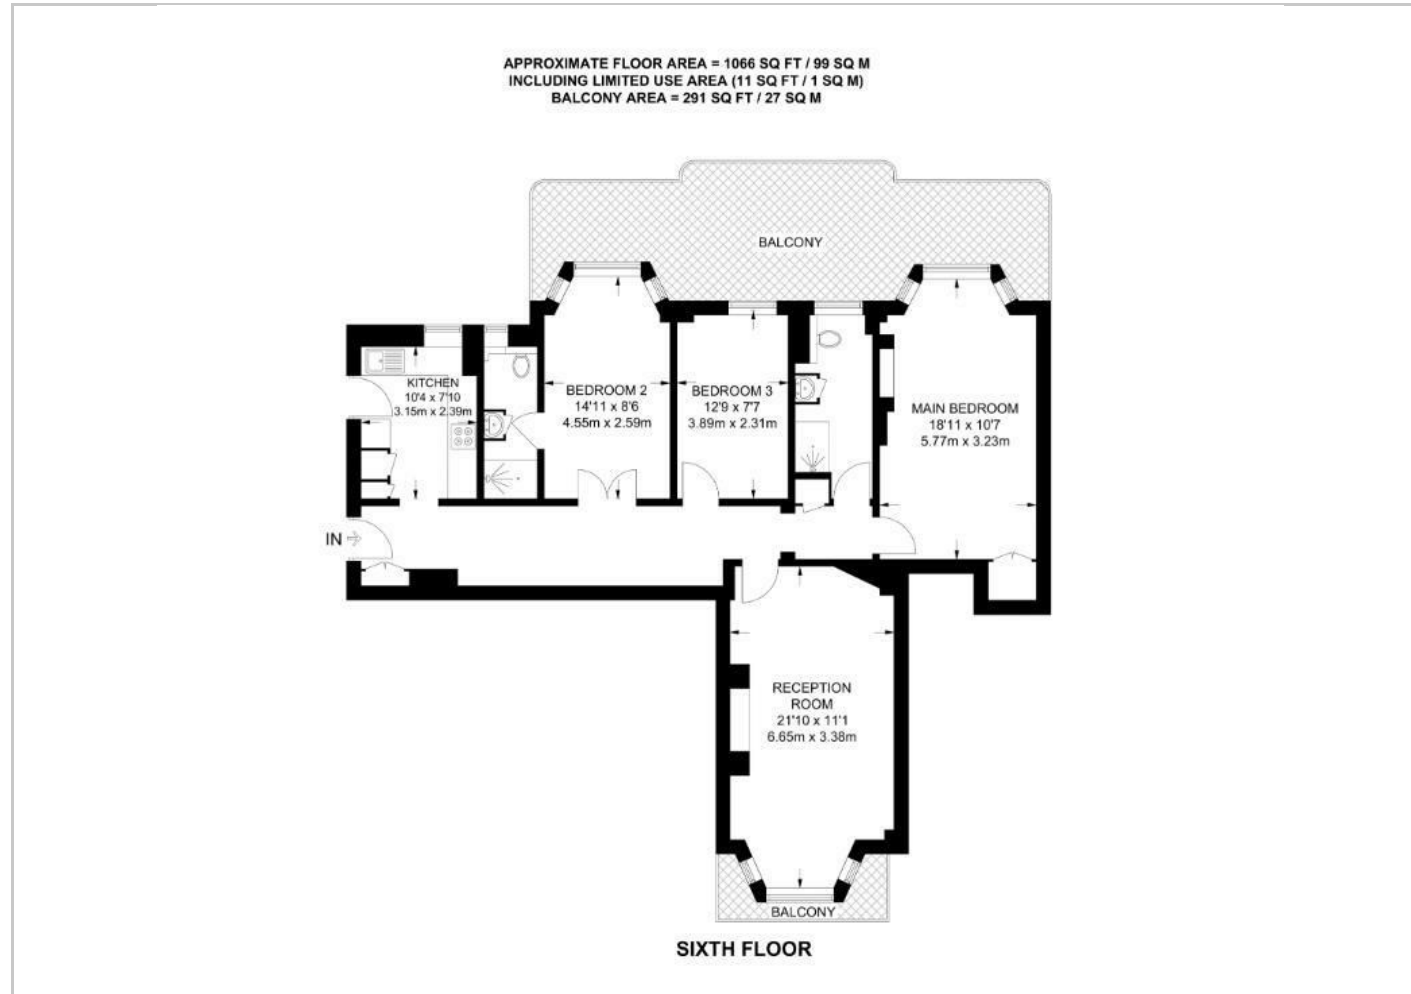 APPROXIMATE FLOOR AREA = 1066 SQ FT / 99 SQ M
INCLUDING LIMITED USE AREA (11 SQ FT / 1 SQ M)
BALCONY AREA = 291 SQ FT / 27 SQ M
BALCONY
KITCHEN
10'4 x 7'10
3.15m x 2.39m
BEDROOM 2
14'11 x 8'6
4.55m x 2.59m
BEDROOM 3
12'9 x 7'7
3.89m x 2.31m
MAIN BEDROOM
18'11 x 10'7
5.77m x 3.23m
IN
RECEPTION
ROOM
21'10 x 11'1
6.65m x 3.38m
BALCONY
SIXTH FLOOR